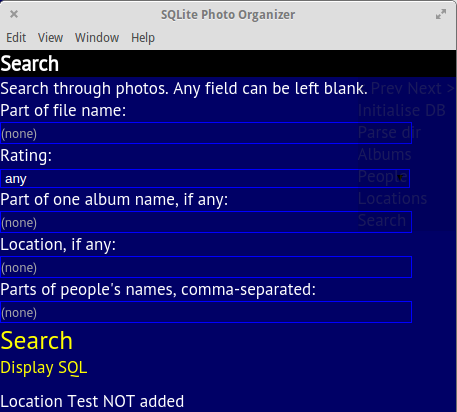 SQLite Photo Organizer
Edit View Window Help
Search
Search through photos. Any field can be left blank.
Prev Next >
Part of file name:
Initialise DB
(none)
Parse dir
Rating:
Albums
any
People
Part of one album name, if any:
Locations
(none)
Search
Location, if any:
(none)
Parts of people's names, comma-separated:
(none)
Search
Display SQL
Location Test NOT added